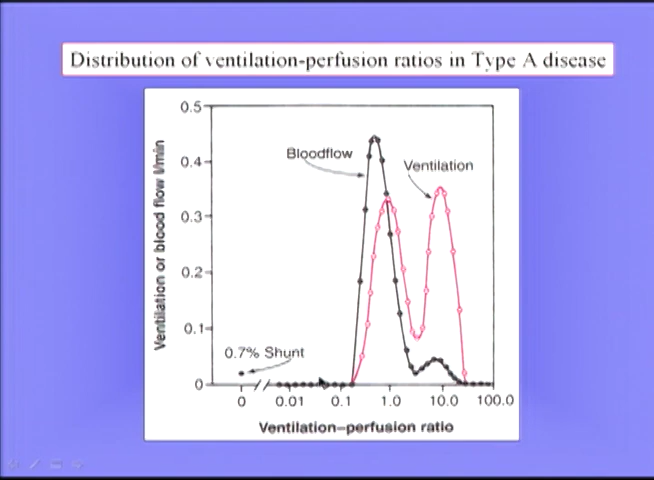 Distribution of ventilation-perfusion ratios in Type A disease
Ventilation or blood flow l/min
0.5
0.4
0.3
0.2
0.1
0
Bloodflow
Ventilation
0.7% Shunt
0 0.01 0.1 1.0 10.0 100.0
Ventilation–perfusion ratio